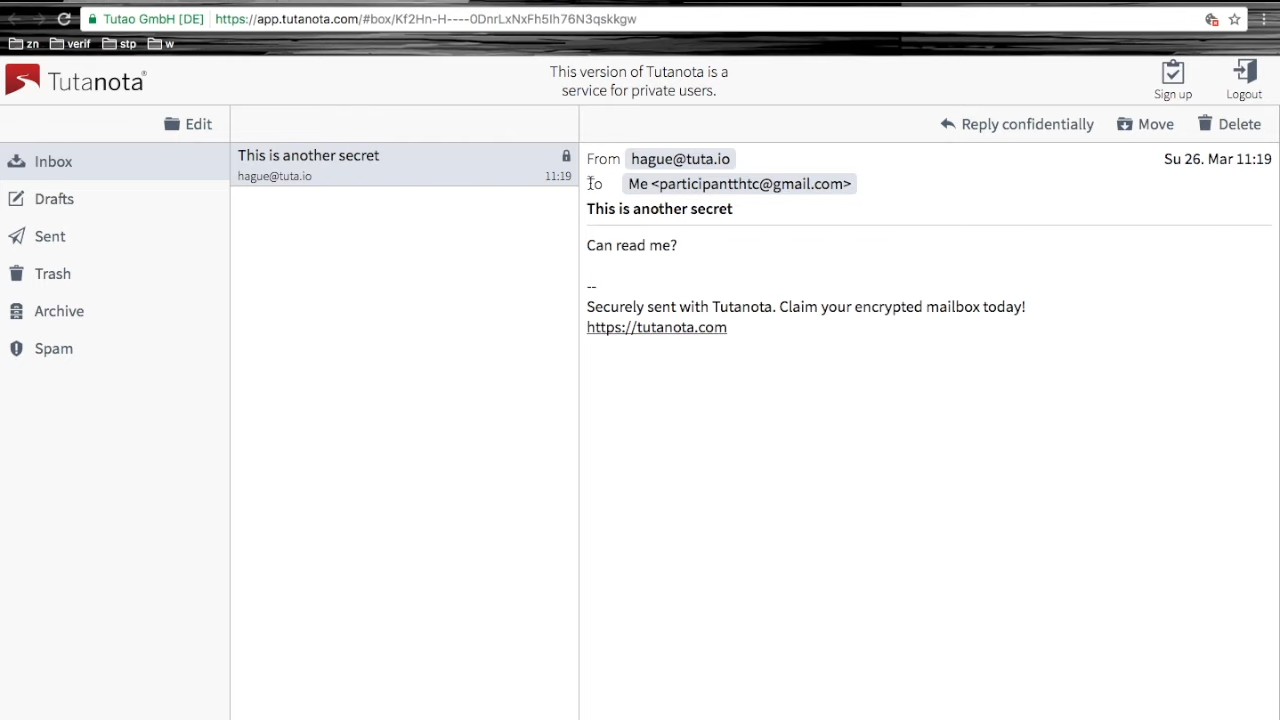 Tutao GmbH [DE] https://app.tutanota.com/#box/Kf2Hn-H----0DnrLxNxFh5Ih76N3qskkgw
zn verif stp w
Tutanota®
This version of Tutanota is a
service for private users.
Sign up Logout
Edit
Reply confidentially Move Delete
Inbox
Drafts
Sent
Trash
Archive
Spam
This is another secret
hague@tuta.io 11:19
From hague@tuta.io Su 26. Mar 11:19
To Me <participantthtc@gmail.com>
This is another secret
Can read me?
--
Securely sent with Tutanota. Claim your encrypted mailbox today!
https://tutanota.com